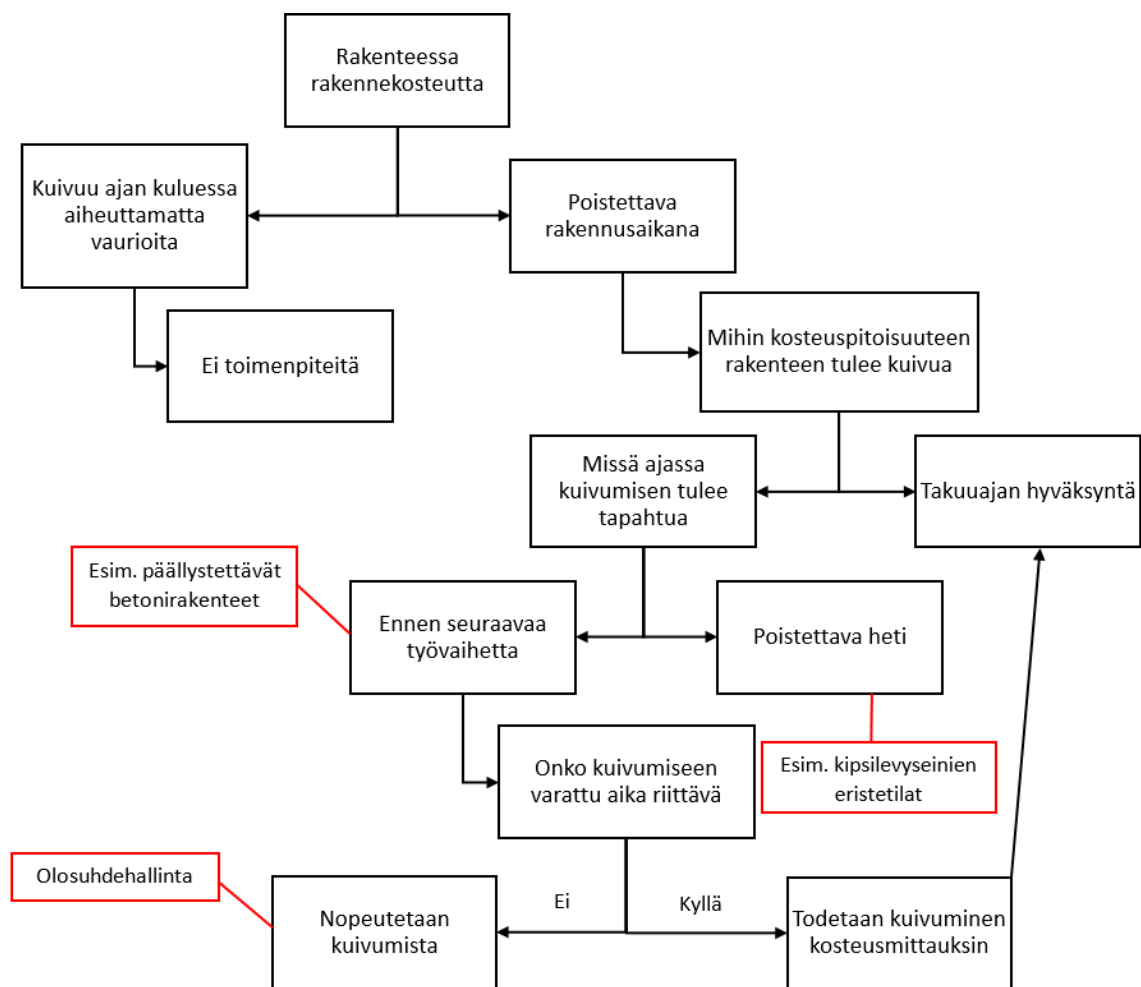 Rakenteessa
rakennekosteutta
Kuivuu ajan kuluessa
aiheuttamatta
vaurioita
Poistettava
rakennusaikana
Ei toimenpiteitä
Mihin kosteuspitoisuuteen
rakenteen tulee kuivua
Missä ajassa
kuivumisen tulee
tapahtua
Takuuajan hyväksyntä
Esim. päällystettävät
betonirakenteet
Ennen seuraavaa
työvaihetta
Poistettava heti
Onko kuivumiseen
varattu aika riittävä
Esim. kipsilevyseinien
eristetilat
Olosuhdehallinta
Ei
Kyllä
Nopeutetaan
kuivumista
Todetaan kuivuminen
kosteusmittauksin